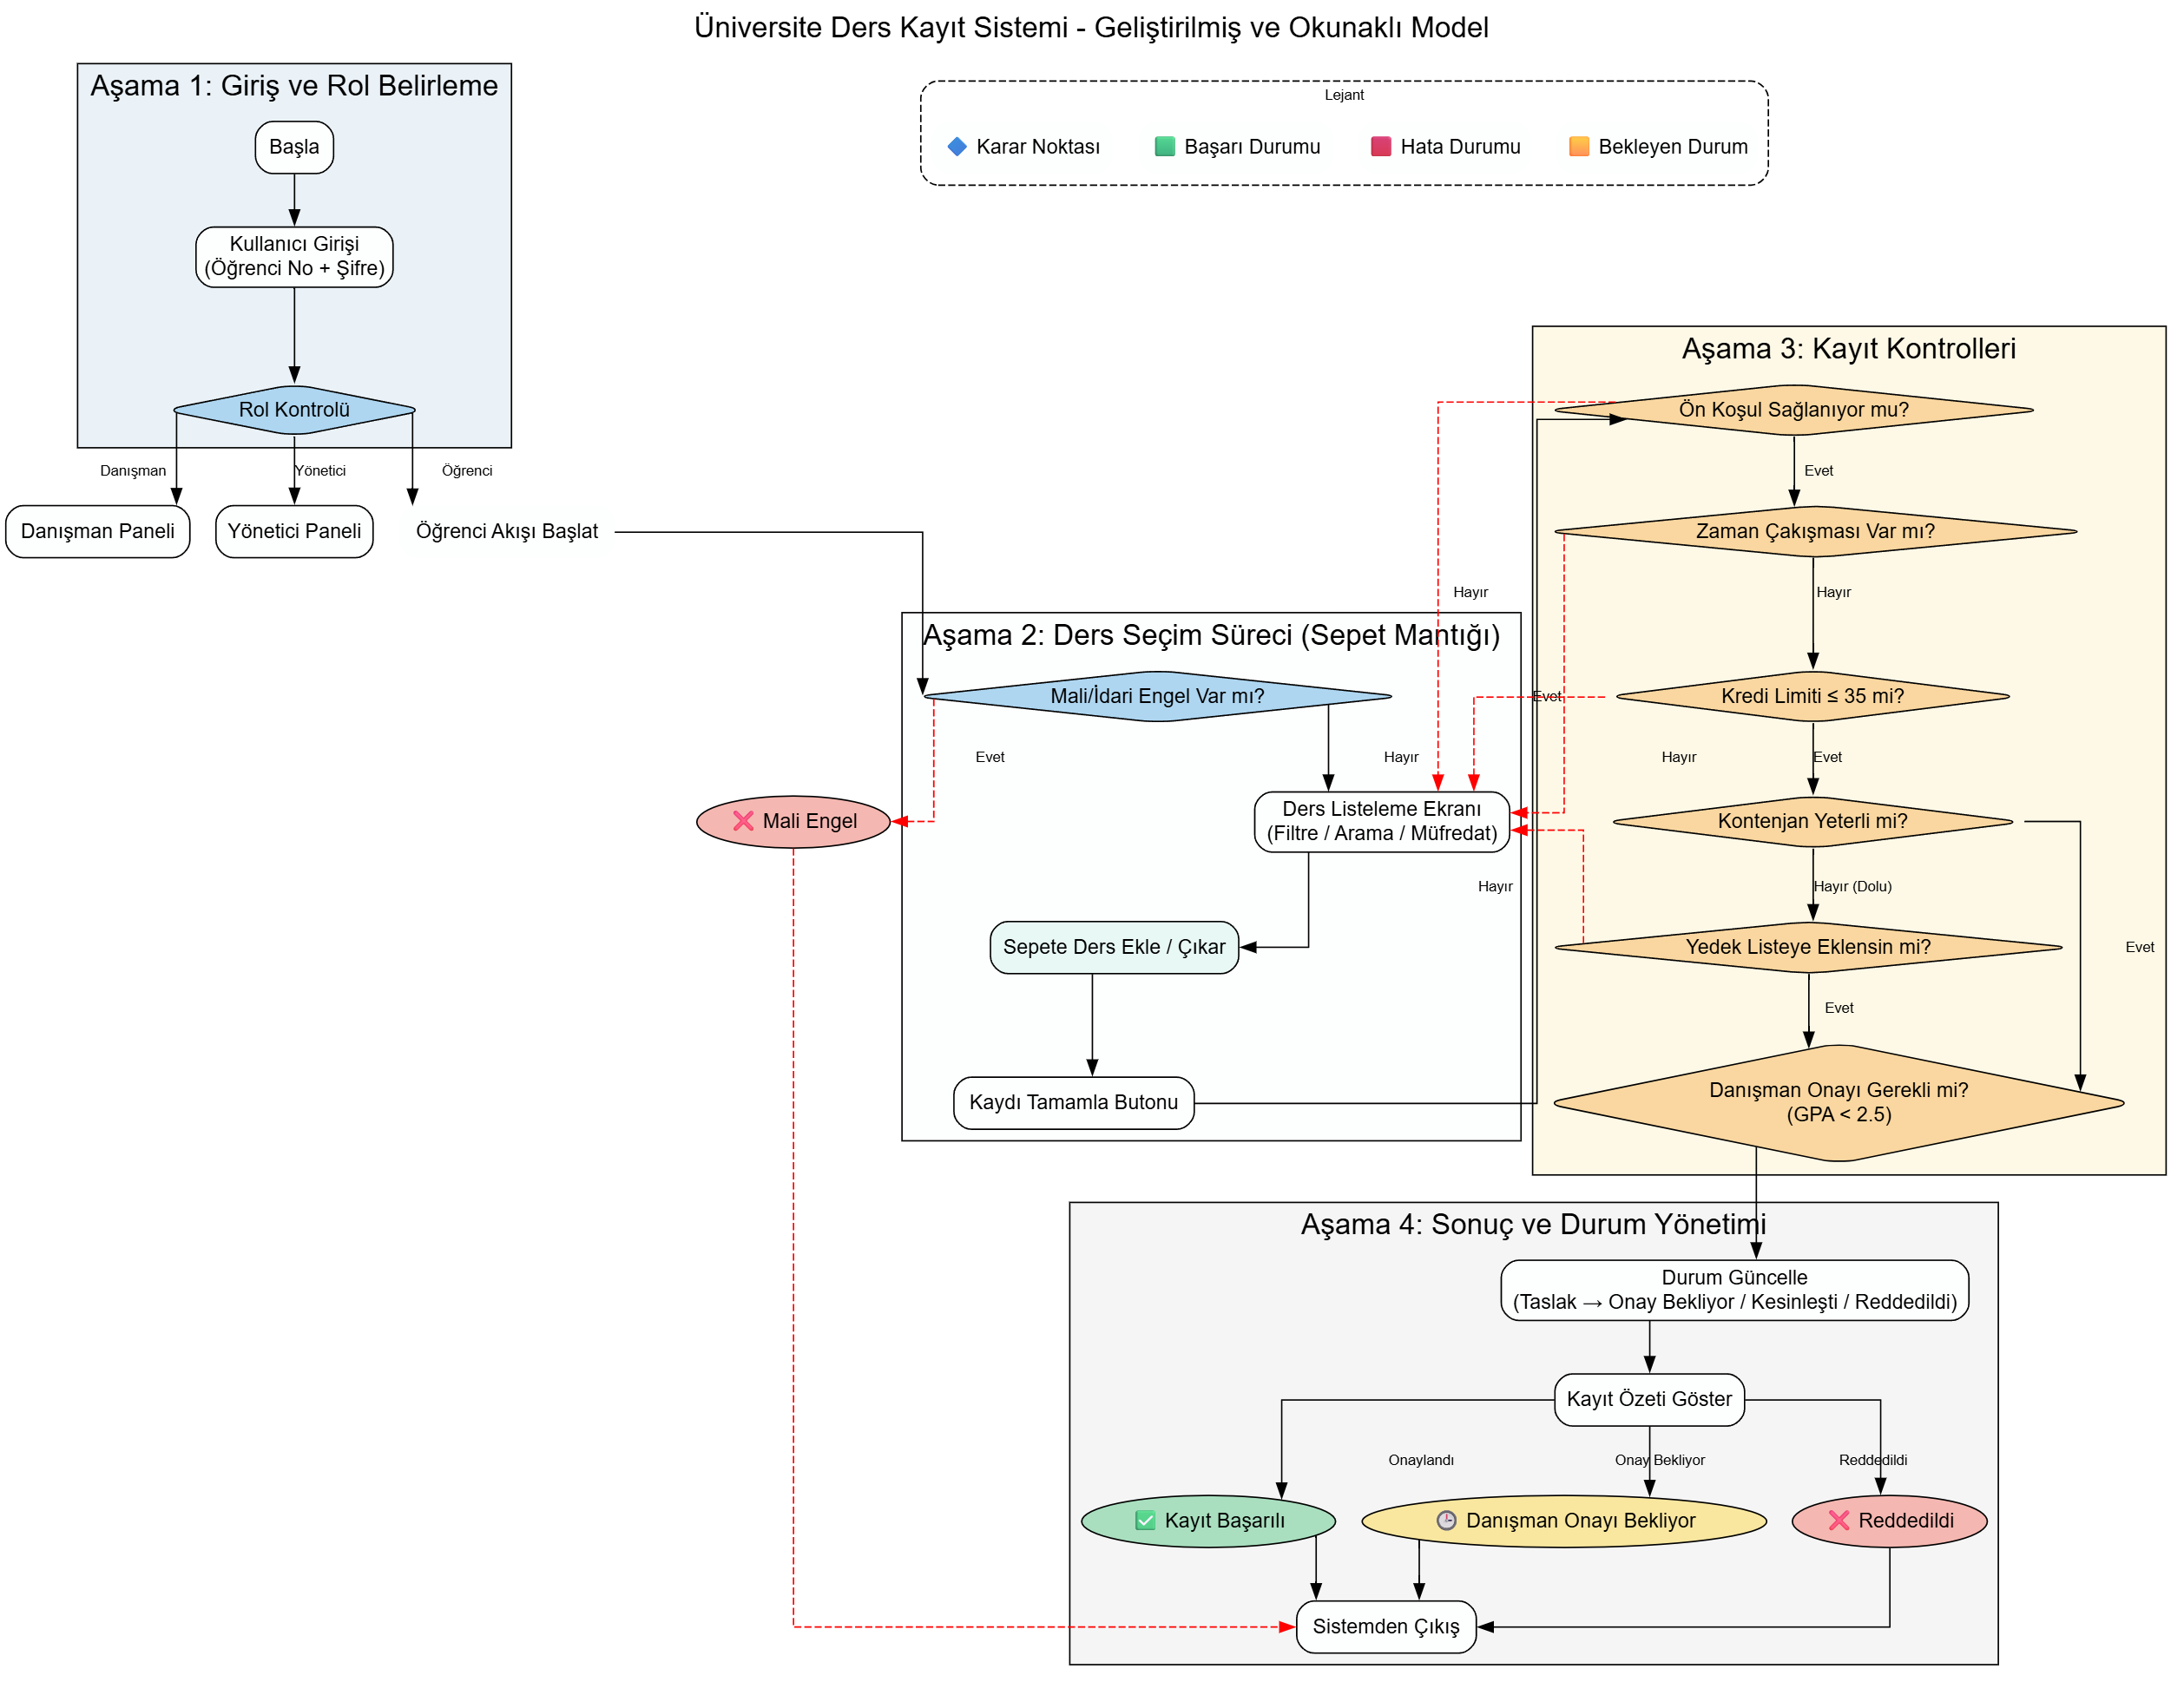 Üniversite Ders Kayıt Sistemi - Geliştirilmiş ve Okunaklı Model
Aşama 1: Giriş ve Rol Belirleme
Başla
Kullanıcı Girişi
(Öğrenci No + Şifre)
Rol Kontrolü
Danışman
Yönetici
Öğrenci
Danışman Paneli
Yönetici Paneli
Öğrenci Akışı Başlat
Lejant
Karar Noktası
Başarı Durumu
Hata Durumu
Bekleyen Durum
Aşama 2: Ders Seçim Süreci (Sepet Mantığı)
Mali/İdari Engel Var mı?
Evet
Hayır
Mali Engel
Ders Listeleme Ekranı
(Filtre / Arama / Müfredat)
Sepete Ders Ekle / Çıkar
Kaydı Tamamla Butonu
Aşama 3: Kayıt Kontrolleri
Ön Koşul Sağlanıyor mu?
Evet
Hayır
Zaman Çakışması Var mı?
Hayır
Evet
Kredi Limiti ≤ 35 mi?
Hayır
Evet
Kontenjan Yeterli mi?
Hayır (Dolu)
Evet
Yedek Listeye Eklensin mi?
Hayır
Evet
Danışman Onayı Gerekli mi?
(GPA < 2.5)
Aşama 4: Sonuç ve Durum Yönetimi
Durum Güncelle
(Taslak → Onay Bekliyor / Kesinleşti / Reddedildi)
Kayıt Özeti Göster
Onaylandı
Onay Bekliyor
Reddedildi
Kayıt Başarılı
Danışman Onayı Bekliyor
Reddedildi
Sistemden Çıkış